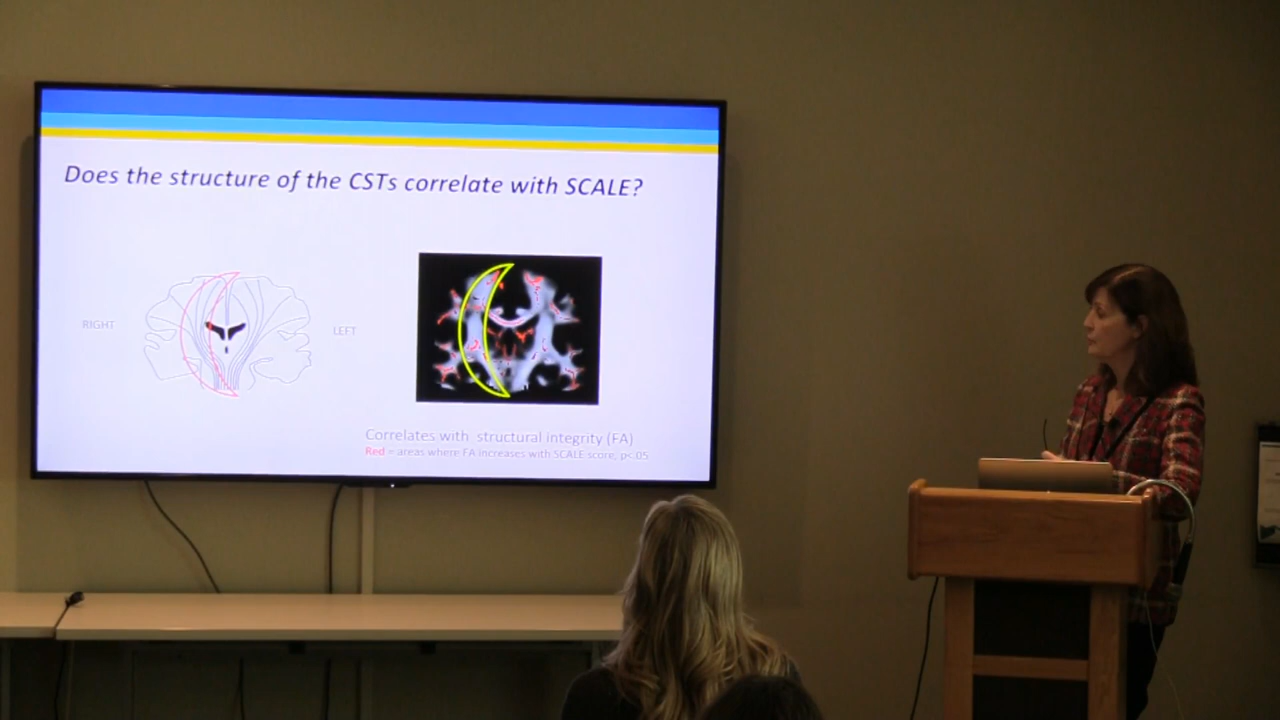 Does the structure of the CSTs correlate with SCALE?
RIGHT
LEFT
Correlates with structural integrity (FA)
Red = areas where FA increases with SCALE score, p<.05